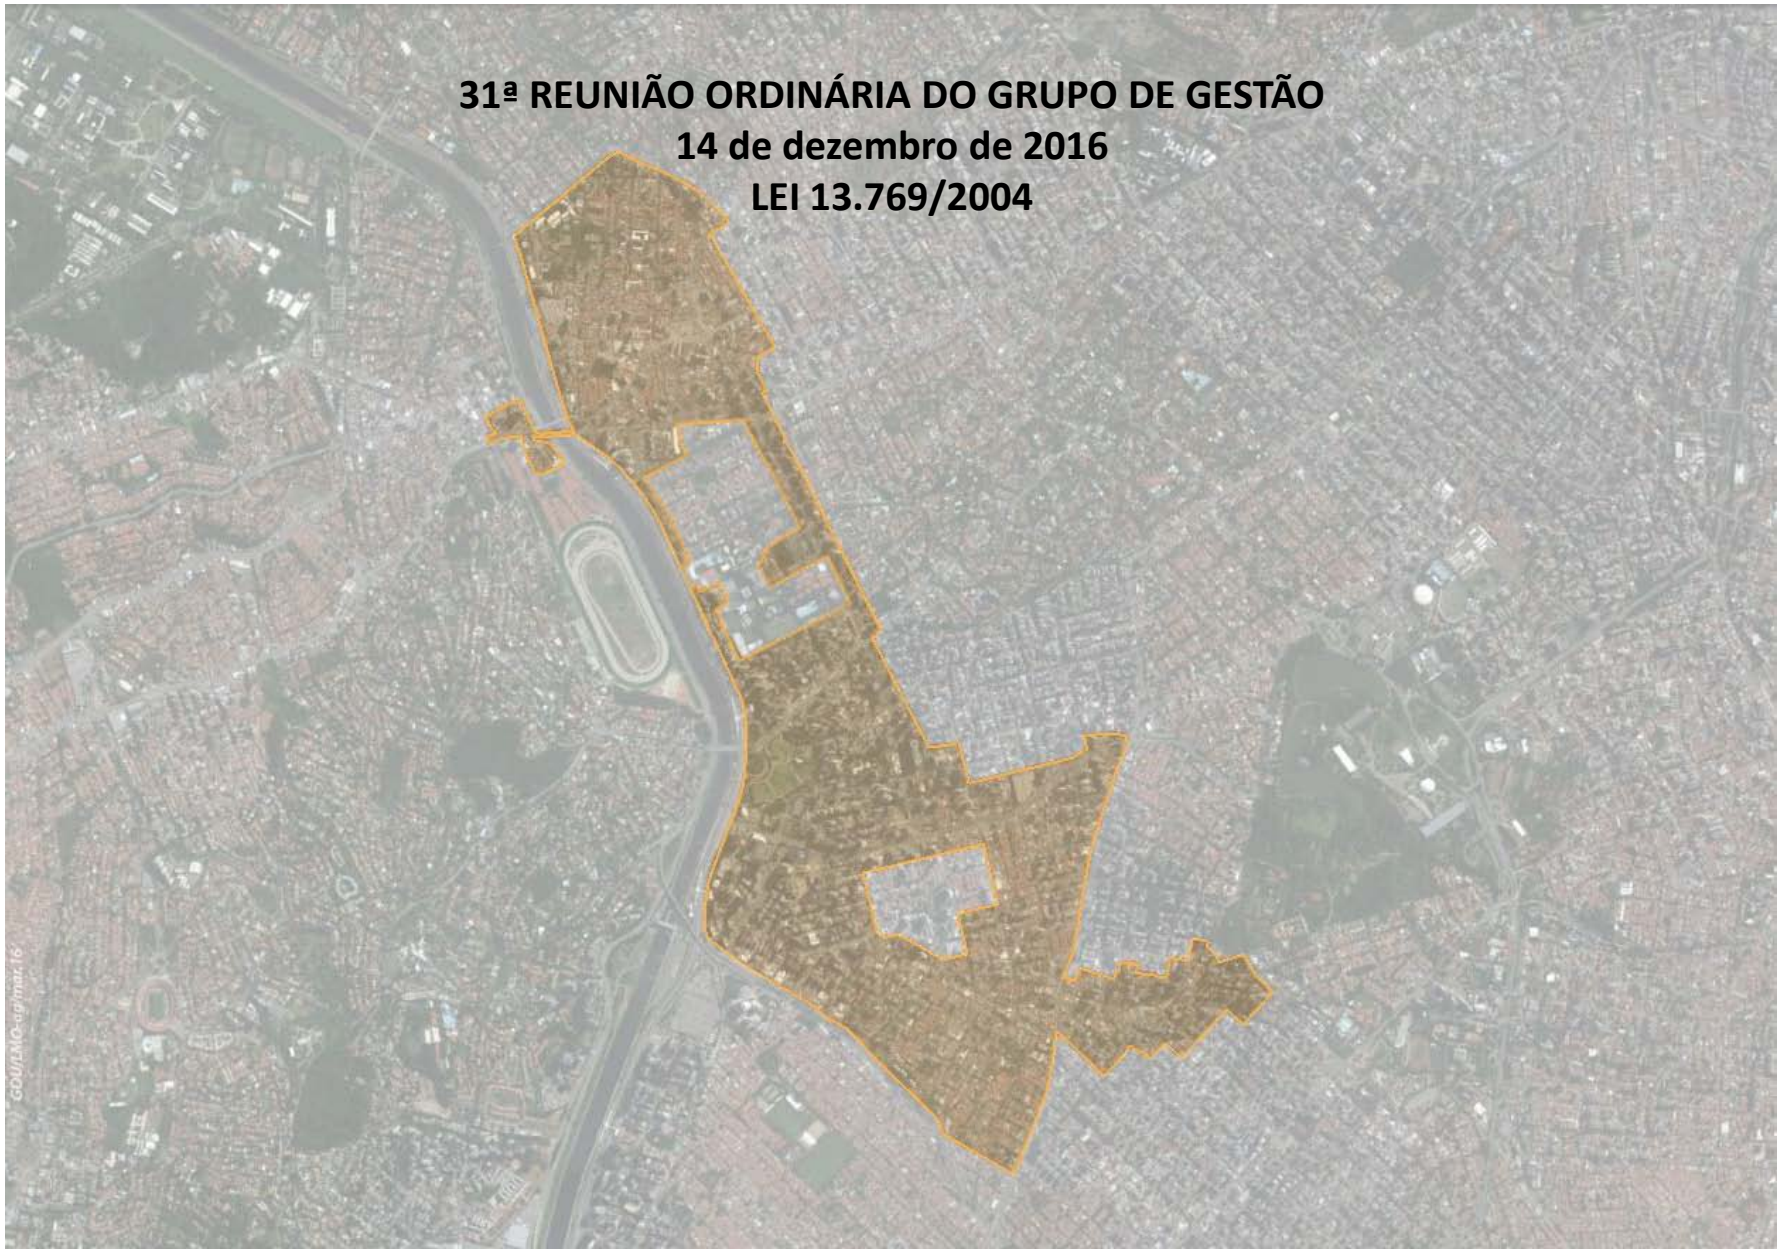 31ª REUNIÃO ORDINÁRIA DO GRUPO DE GESTÃO
14 de dezembro de 2016
LEI 13.769/2004